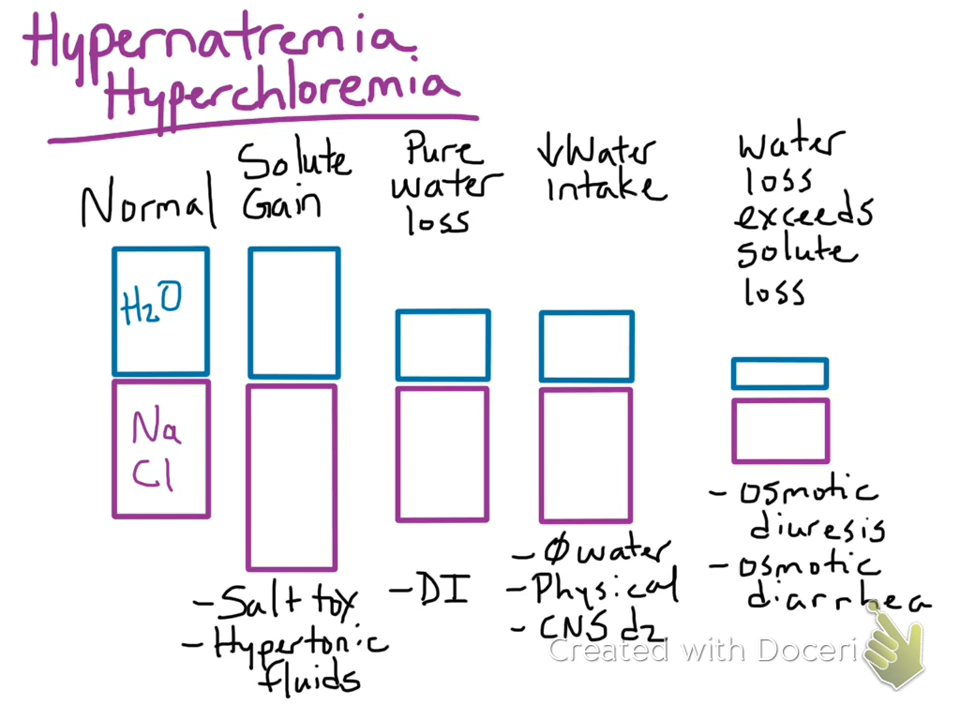 Hypernatremia
Hyperchloremia
Normal
Solute
Gain
Pure
water
loss
↓Water
intake
Water
loss
exceeds
solute
loss
H2O
Na
Cl
- Salt tox
- Hypertonic
fluids
- DI
- Ø water
- Physical
- CNS dz
- Osmotic
diuresis
- Osmotic
diarrhea
Created with Doceri